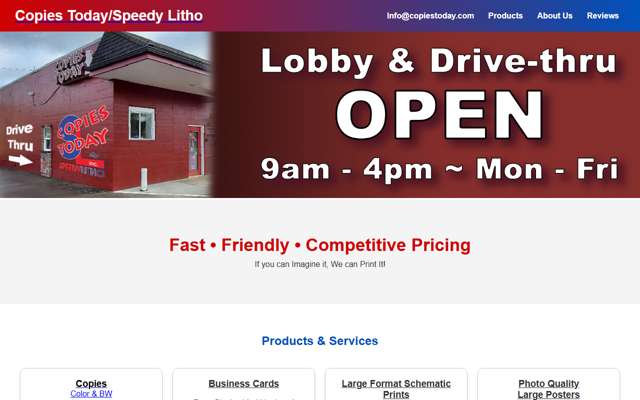 Copies Today/Speedy Litho
Info@copiestoday.com
Products
About Us
Reviews
COPIES
TODAY
Drive
Thru
COPIES
TODAY
Lobby & Drive-thru
OPEN
9am - 4pm ~ Mon - Fri
Fast • Friendly • Competitive Pricing
If you can Imagine it, We can Print It!
Products & Services
Copies
Color & BW
Business Cards
Large Format Schematic
Prints
Photo Quality
Large Posters